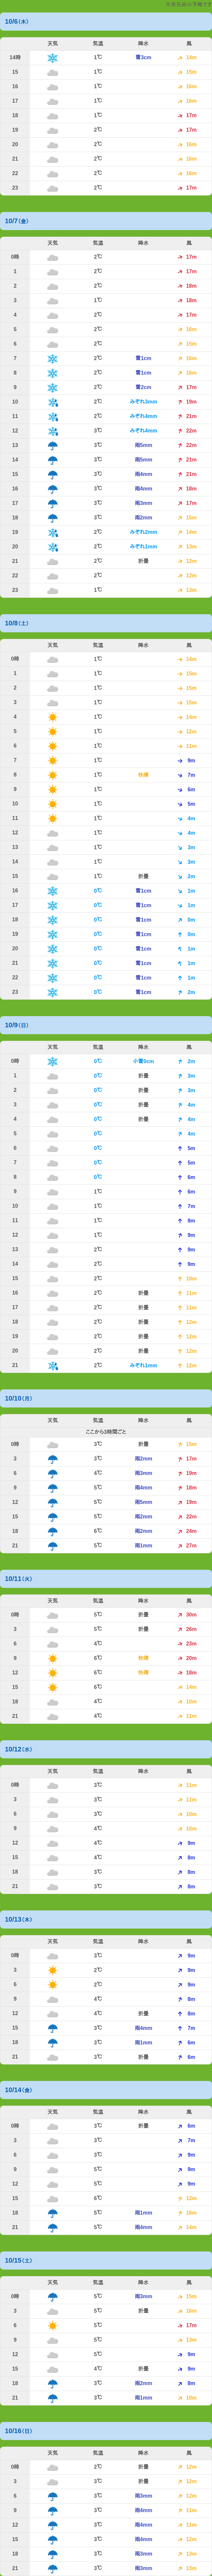 10/6(木)
天気 気温 降水 風
14時 1℃ 雪3cm 14m
15 1℃ 15m
16 1℃ 16m
17 1℃ 16m
18 1℃ 17m
19 2℃ 17m
20 2℃ 16m
21 2℃ 16m
22 2℃ 16m
23 2℃ 17m
10/7(金)
天気 気温 降水 風
0時 2℃ 17m
1 2℃ 17m
2 2℃ 18m
3 1℃ 18m
4 2℃ 17m
5 2℃ 16m
6 2℃ 15m
7 2℃ 雪1cm 16m
8 2℃ 雪1cm 16m
9 2℃ 雪2cm 17m
10 2℃ みぞれ3mm 19m
11 2℃ みぞれ4mm 21m
12 3℃ みぞれ4mm 22m
13 3℃ 雨5mm 22m
14 3℃ 雨5mm 21m
15 3℃ 雨4mm 21m
16 3℃ 雨4mm 18m
17 3℃ 雨3mm 17m
18 3℃ 雨2mm 15m
19 2℃ みぞれ2mm 14m
20 2℃ みぞれ1mm 13m
21 2℃ 折畳 12m
22 2℃ 12m
23 1℃ 13m
10/8(土)
天気 気温 降水 風
0時 1℃ 14m
1 1℃ 15m
2 1℃ 15m
3 1℃ 15m
4 1℃ 14m
5 1℃ 12m
6 1℃ 11m
7 1℃ 9m
8 1℃ 快晴 7m
9 1℃ 6m
10 1℃ 5m
11 1℃ 4m
12 1℃ 4m
13 1℃ 3m
14 1℃ 3m
15 1℃ 折畳 2m
16 0℃ 雪1cm 1m
17 0℃ 雪1cm 1m
18 0℃ 雪1cm 0m
19 0℃ 雪1cm 0m
20 0℃ 雪1cm 1m
21 0℃ 雪1cm 1m
22 0℃ 雪1cm 1m
23 0℃ 雪1cm 2m
10/9(日)
天気 気温 降水 風
0時 0℃ 小雪0cm 2m
1 0℃ 折畳 3m
2 0℃ 折畳 3m
3 0℃ 折畳 4m
4 0℃ 折畳 4m
5 0℃ 4m
6 0℃ 5m
7 0℃ 5m
8 0℃ 6m
9 1℃ 6m
10 1℃ 7m
11 1℃ 8m
12 1℃ 9m
13 2℃ 9m
14 2℃ 9m
15 2℃ 10m
16 2℃ 折畳 11m
17 2℃ 折畳 11m
18 2℃ 折畳 12m
19 2℃ 折畳 12m
20 2℃ 折畳 12m
21 2℃ みぞれ1mm 12m
10/10(月)
天気 気温 降水 風
ここから3時間ごと
0時 3℃ 折畳 15m
3 3℃ 雨2mm 17m
6 4℃ 雨3mm 19m
9 5℃ 雨4mm 18m
12 5℃ 雨5mm 19m
15 5℃ 雨2mm 22m
18 6℃ 雨2mm 24m
21 5℃ 雨1mm 27m
10/11(火)
天気 気温 降水 風
0時 5℃ 折畳 30m
3 5℃ 折畳 26m
6 4℃ 23m
9 6℃ 快晴 20m
12 6℃ 快晴 18m
15 6℃ 14m
18 4℃ 10m
21 4℃ 11m
10/12(水)
天気 気温 降水 風
0時 3℃ 11m
3 3℃ 11m
6 3℃ 10m
9 4℃ 10m
12 4℃ 9m
15 4℃ 8m
18 3℃ 8m
21 3℃ 8m
10/13(木)
天気 気温 降水 風
0時 3℃ 9m
3 2℃ 9m
6 2℃ 9m
9 4℃ 8m
12 4℃ 折畳 8m
15 3℃ 雨4mm 7m
18 3℃ 雨1mm 6m
21 3℃ 折畳 6m
10/14(金)
天気 気温 降水 風
0時 3℃ 折畳 6m
3 3℃ 7m
6 3℃ 9m
9 5℃ 9m
12 5℃ 9m
15 6℃ 12m
18 5℃ 雨1mm 16m
21 5℃ 雨4mm 14m
10/15(土)
天気 気温 降水 風
0時 5℃ 雨3mm 15m
3 5℃ 折畳 16m
6 5℃ 17m
9 5℃ 13m
12 5℃ 9m
15 4℃ 折畳 9m
18 3℃ 雨2mm 8m
21 3℃ 雨1mm 10m
10/16(日)
天気 気温 降水 風
0時 2℃ 折畳 12m
3 3℃ 折畳 12m
6 3℃ 雨3mm 12m
9 3℃ 雨4mm 11m
12 3℃ 雨4mm 11m
15 3℃ 雨4mm 12m
18 3℃ 雨3mm 13m
21 3℃ 雨3mm 13m